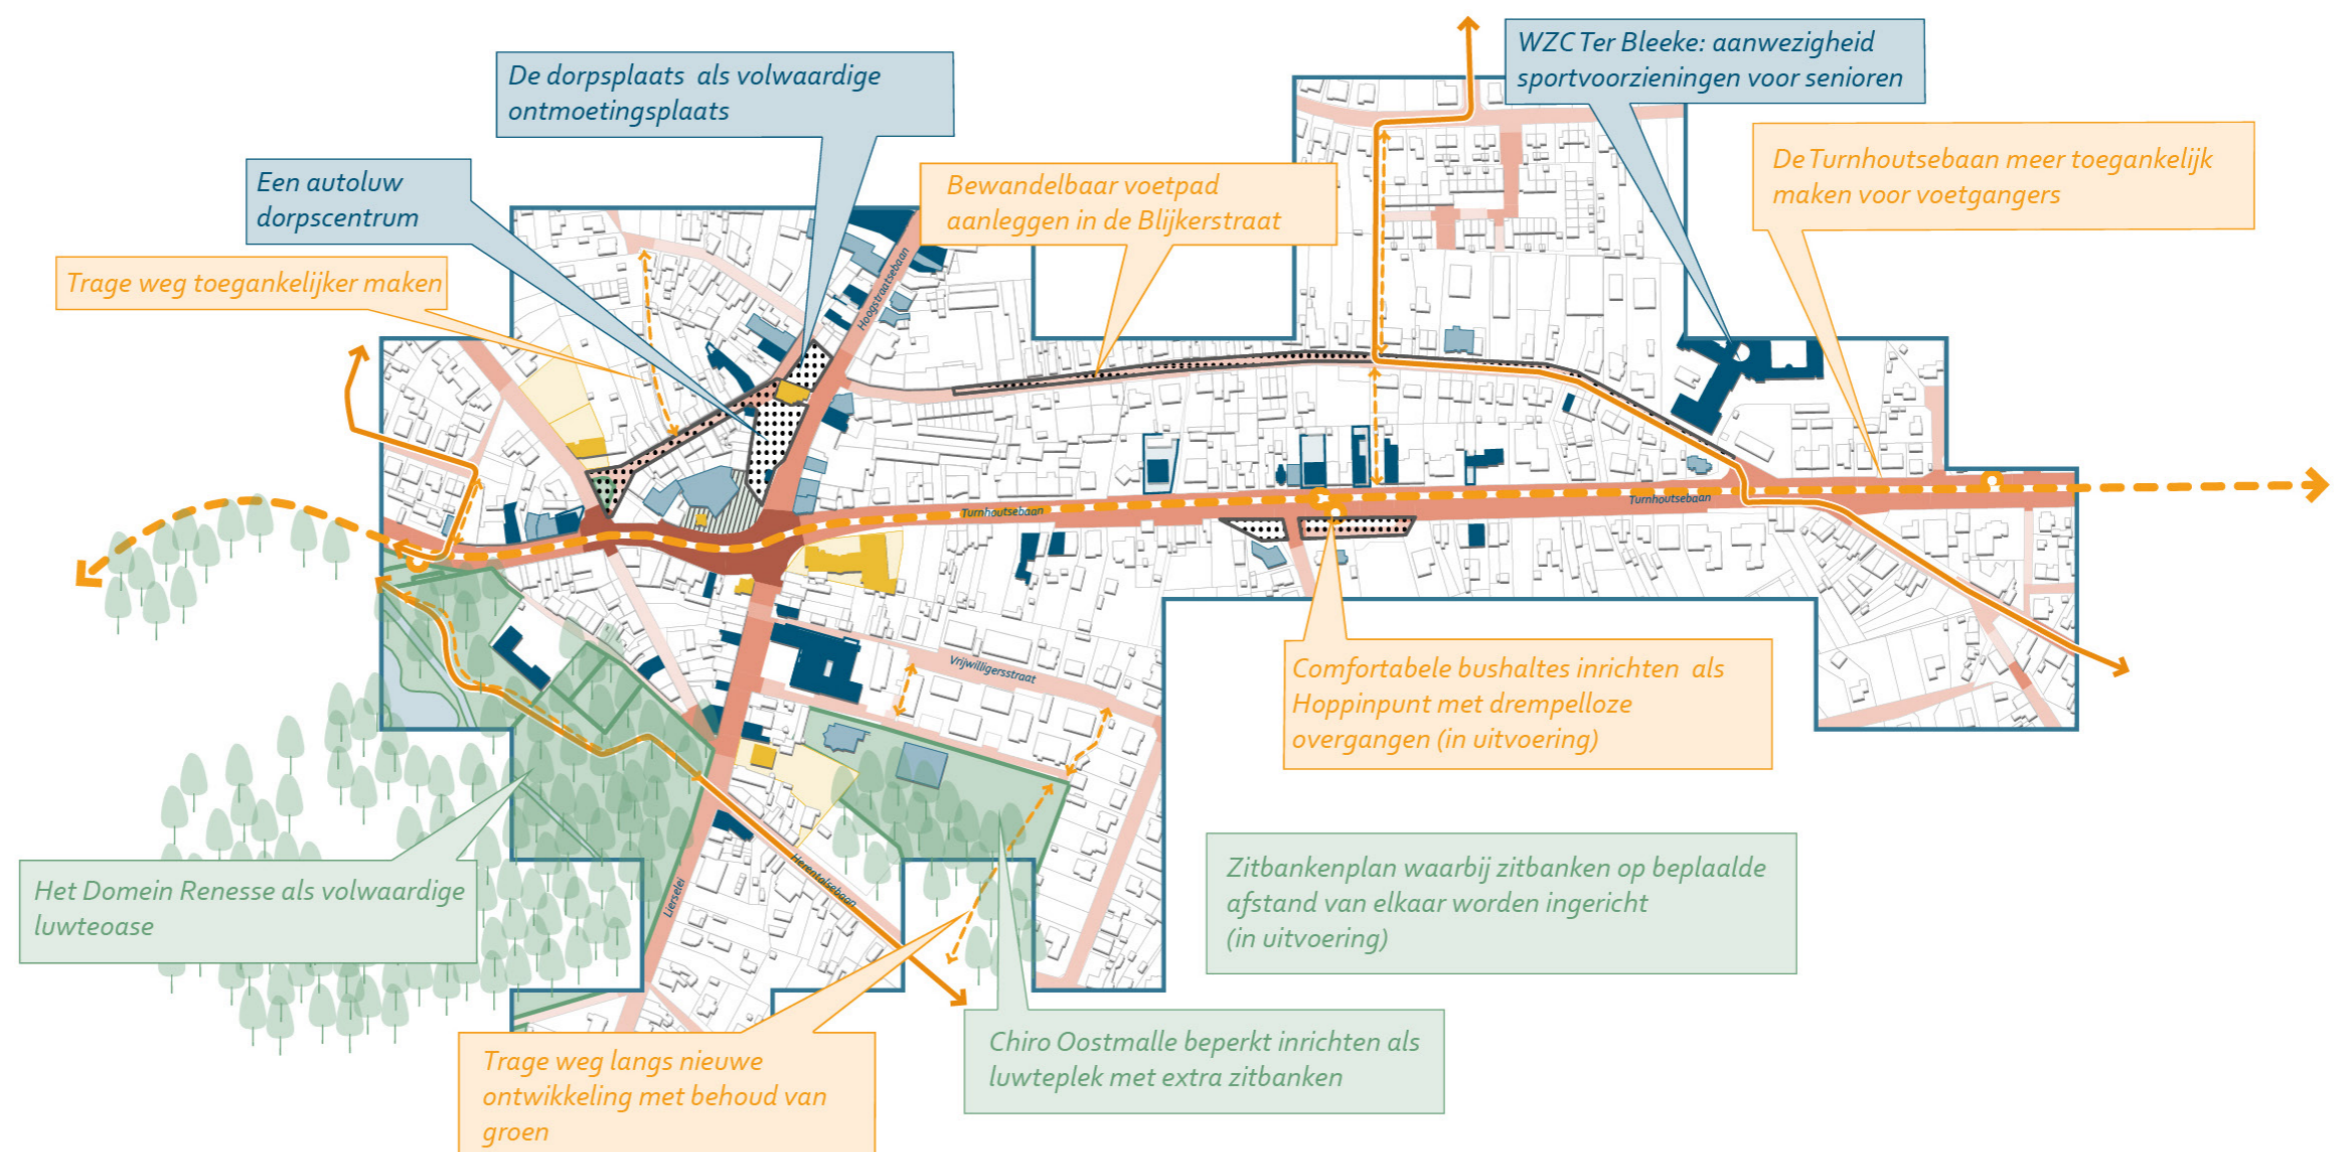 WZC Ter Bleeke: aanwezigheid
sportvoorzieningen voor senioren
De dorpsplaats als volwaardige
ontmoetingsplaats
De Turnhoutsebaan meer toegankelijk
maken voor voetgangers
Een autoluw
dorpscentrum
Bewandelbaar voetpad
aanleggen in de Blijkerstraat
Trage weg toegankelijker maken
Hoogstraatsebaan
Turnhoutsebaan
Turnhoutsebaan
Vrijwilligersstraat
Comfortabele bushaltes inrichten als
Hoppinpunt met drempelloze
overgangen (in uitvoering)
Herentalsebaan
Lierselei
Zitbankenplan waarbij zitbanken op beplaalde
afstand van elkaar worden ingericht
(in uitvoering)
Het Domein Renesse als volwaardige
luwteoase
Chiro Oostmalle beperkt inrichten als
luwteplek met extra zitbanken
Trage weg langs nieuwe
ontwikkeling met behoud van
groen